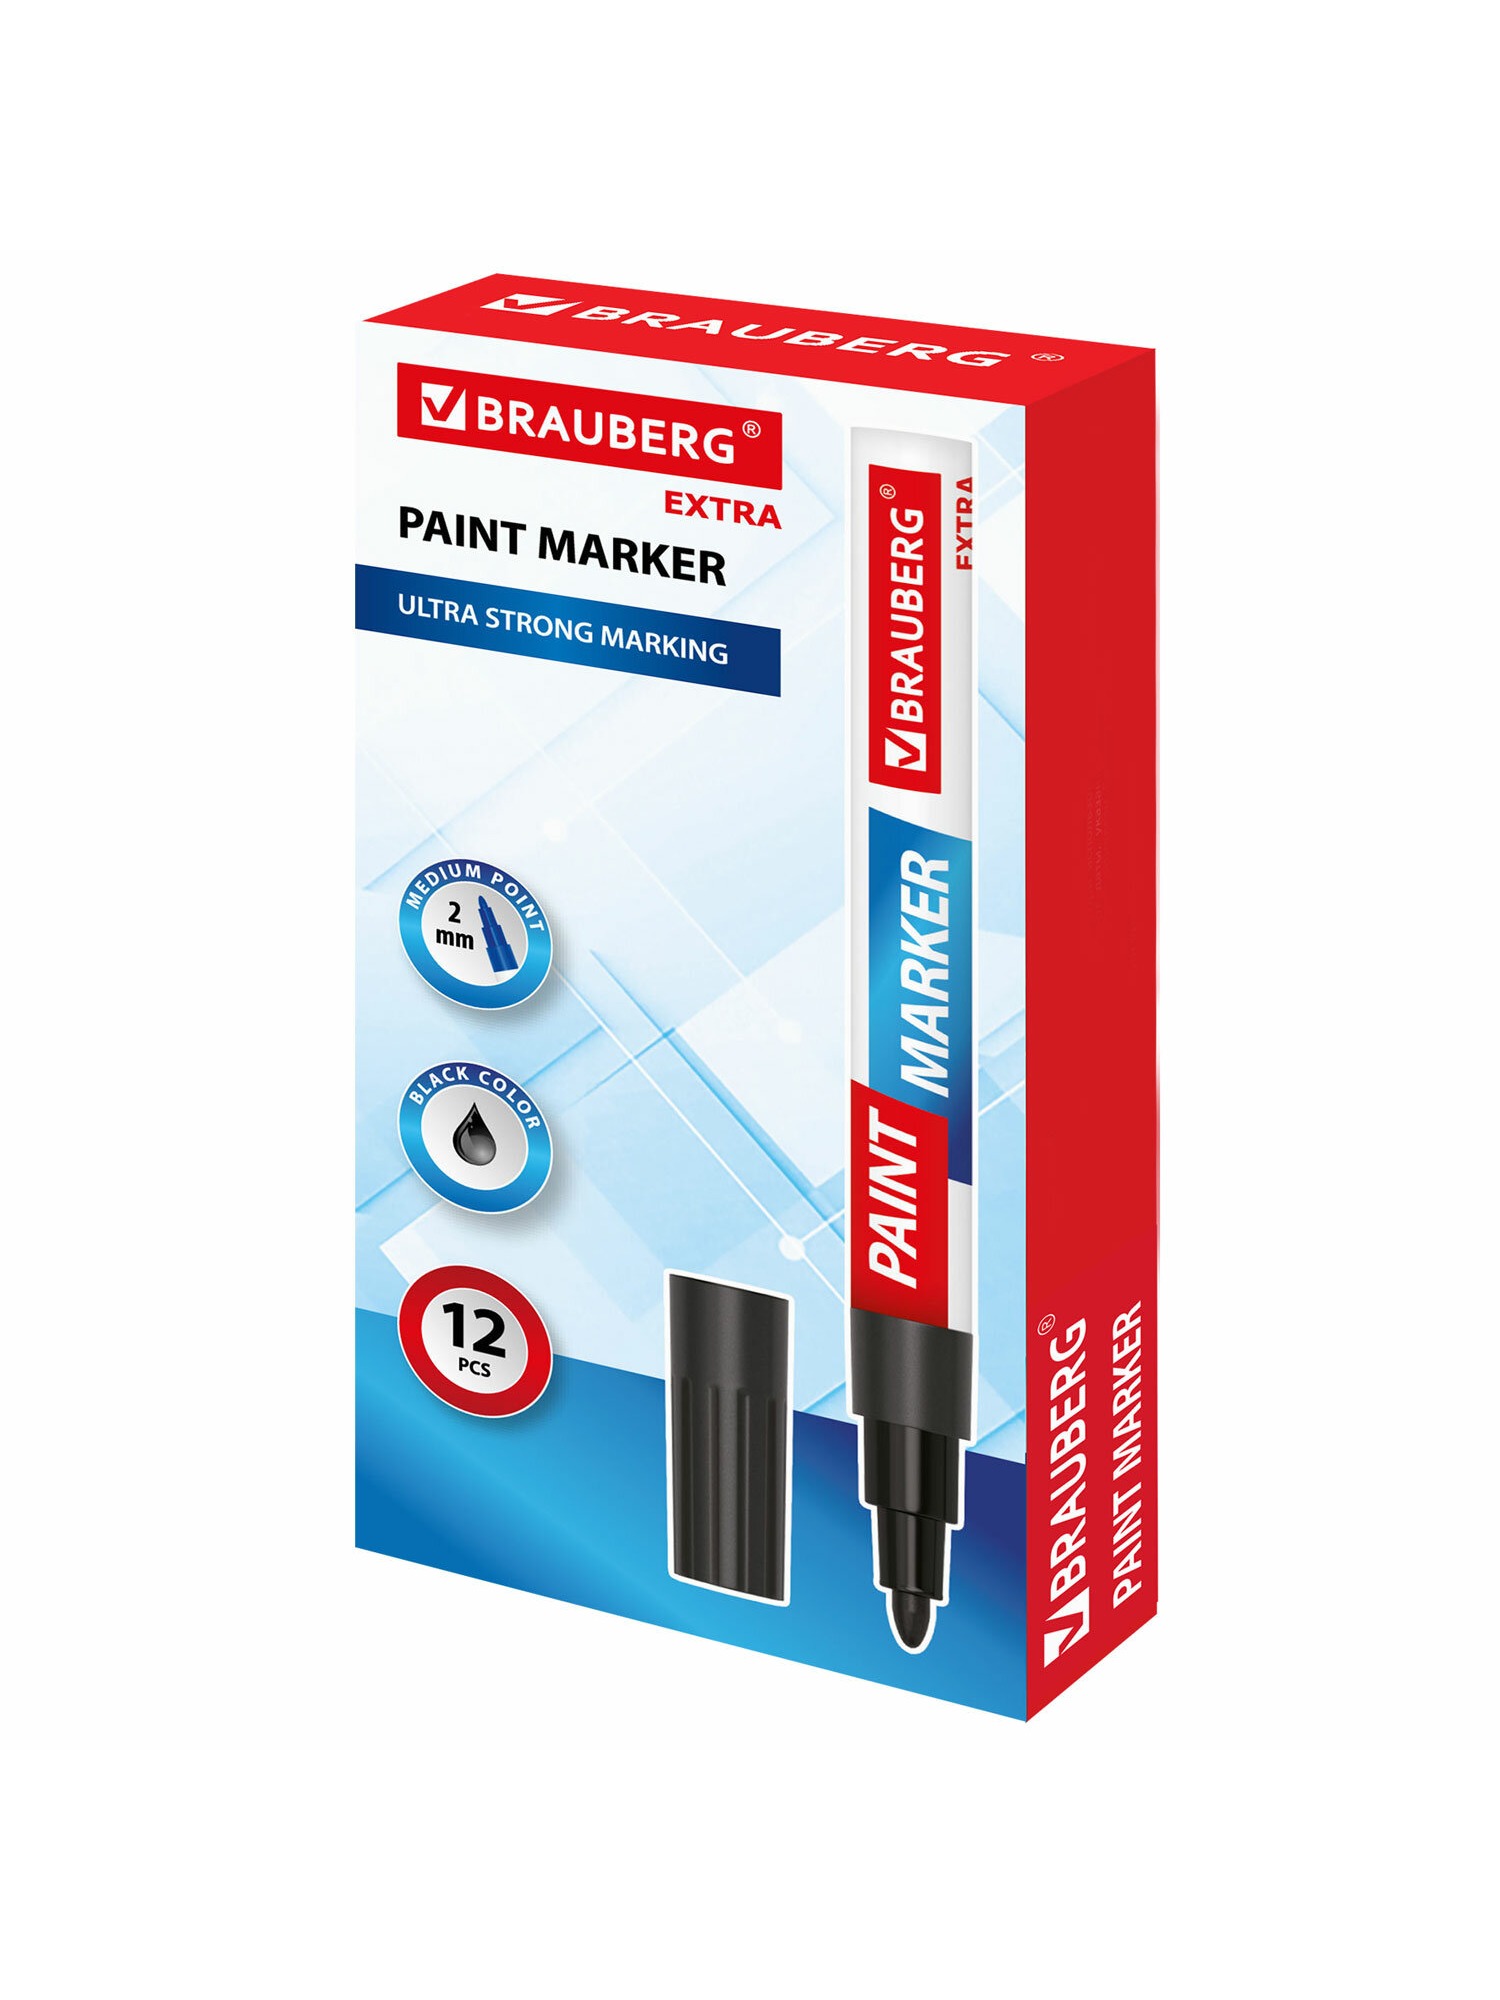 BRAUBERG ®
BRAUBERG®
EXTRA
PAINT MARKER
ULTRA STRONG MARKING
MEDIUM POINT
2
mm
BLACK COLOR
12
PCS
BRAUBERG®
EXTRA
PAINT MARKER
BRAUBERG®
PAINT MARKER